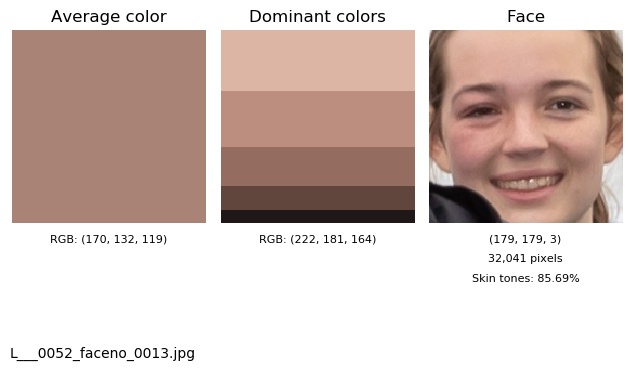 Average color
Dominant colors
Face
RGB: (170, 132, 119)
RGB: (222, 181, 164)
(179, 179, 3)
32,041 pixels
Skin tones: 85.69%
L___0052_faceno_0013.jpg